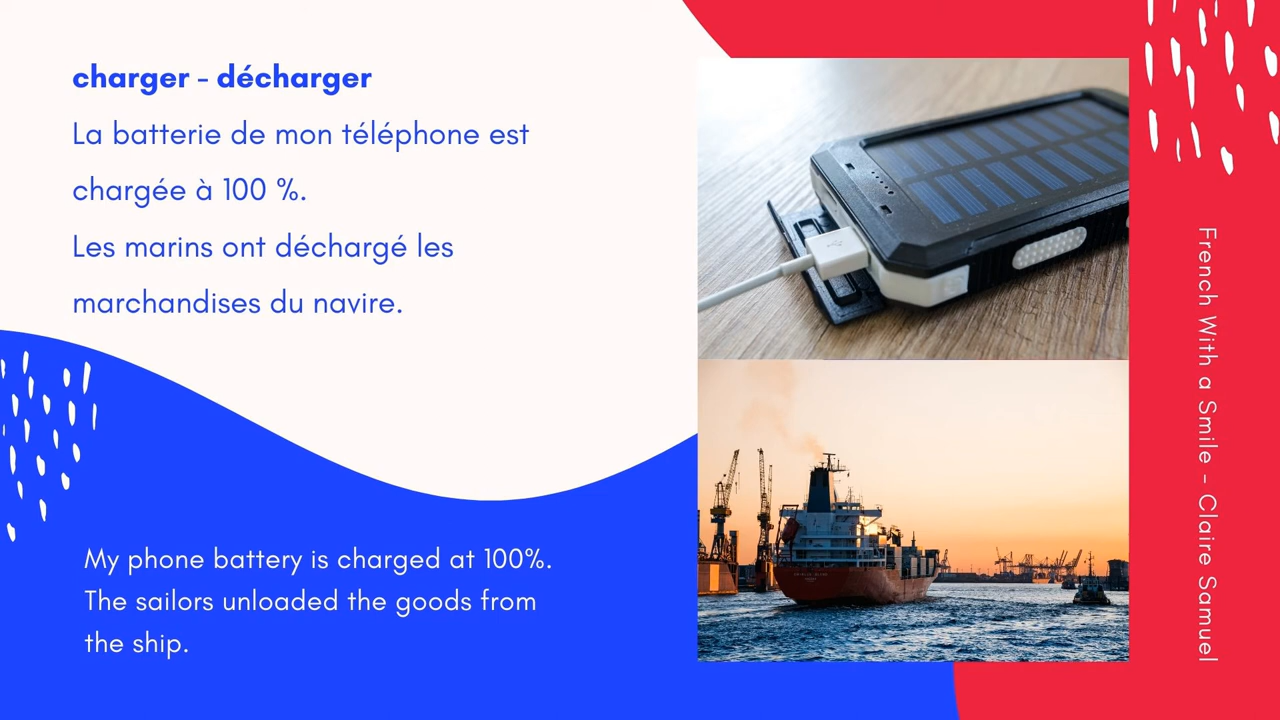 charger - décharger
La batterie de mon téléphone est
chargée à 100 %.
Les marins ont déchargé les
marchandises du navire.
My phone battery is charged at 100%.
The sailors unloaded the goods from
the ship.
French With a Smile - Claire Samuel